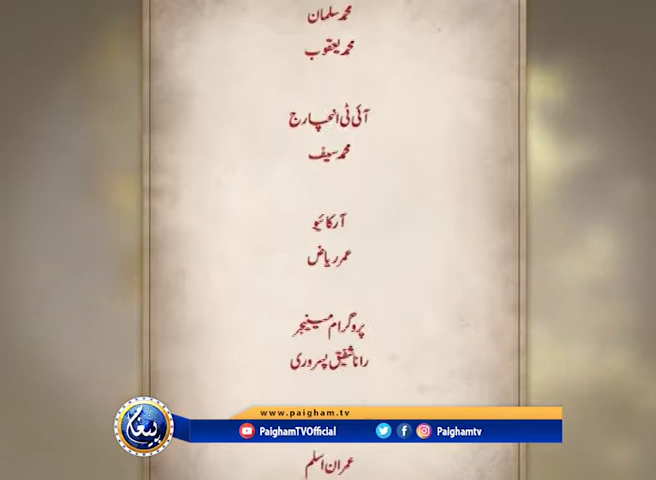 محمد سلمان
محمد یعقوب
آئی ٹی انچارج
محمد سیف
آرکائیو
عمر ریاض
پروگرام مینیجر
رانا شفیق پسروری
www.paigham.tv
پیغام
PaighamTVOfficial
Paighamtv
عمران اسلم